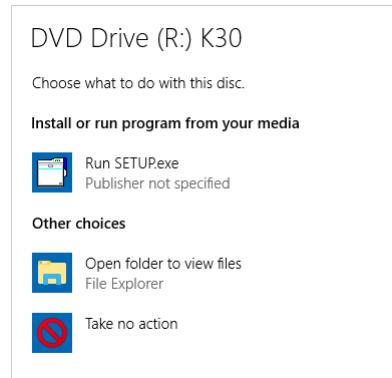 DVD Drive (R:) K30
Choose what to do with this disc.
Install or run program from your media
Run SETUP.exe
Publisher not specified
Other choices
Open folder to view files
File Explorer
Take no action